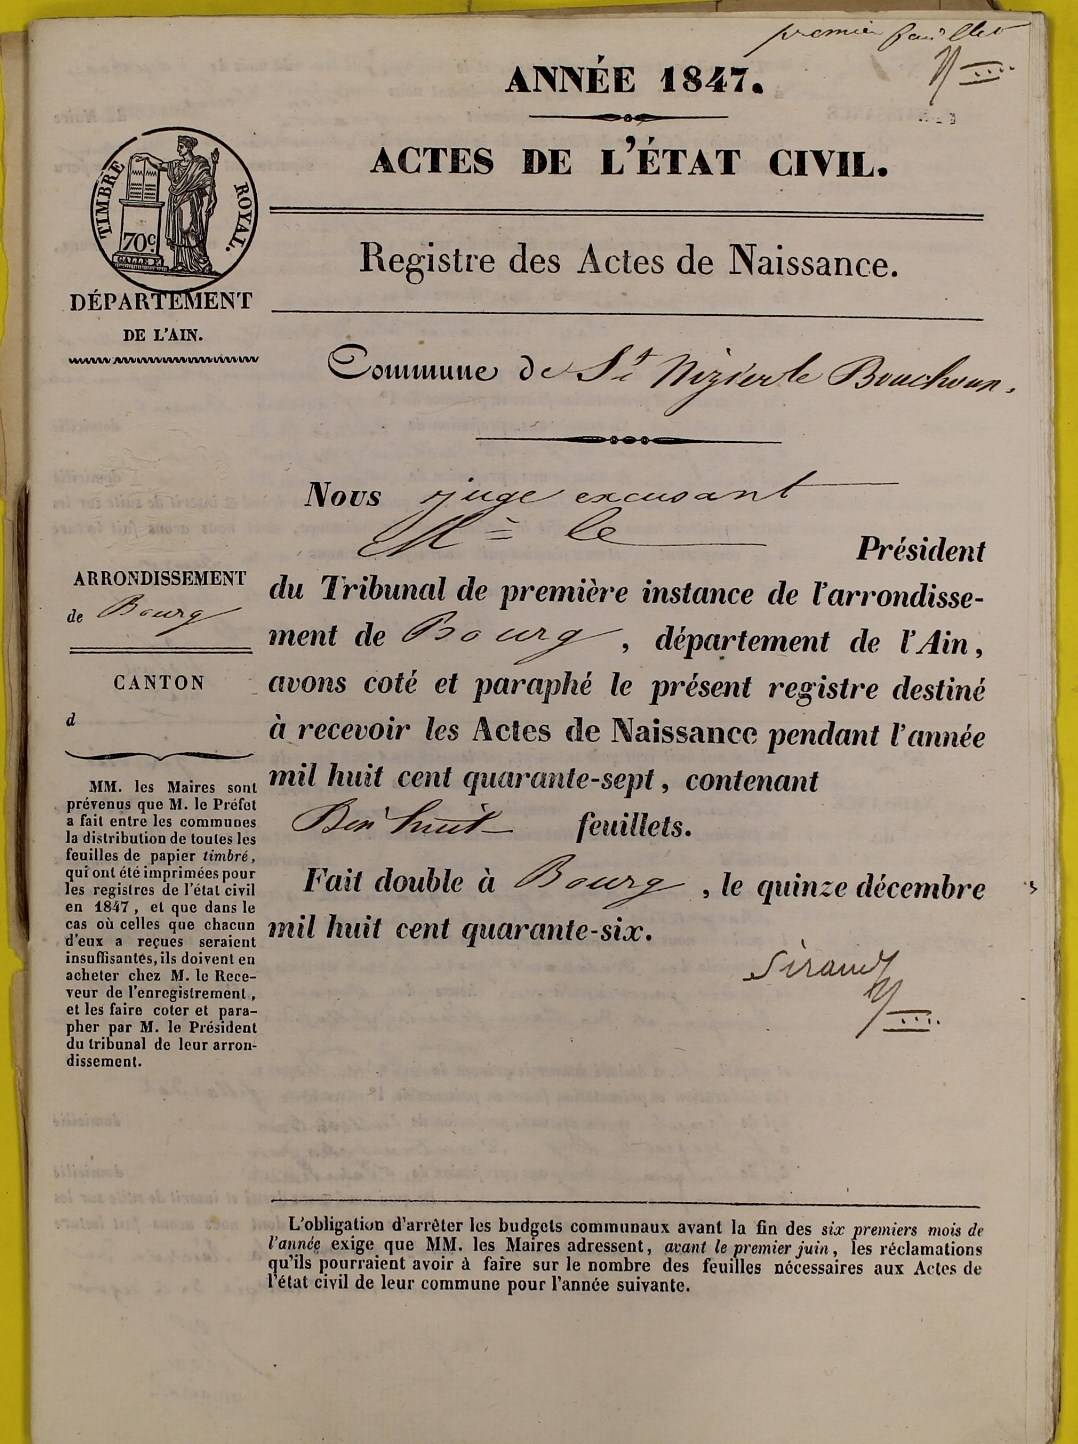 premier feuillet
ANNÉE 1847.
ACTES DE L'ÉTAT CIVIL.
TIMBRE ROYAL.
70c.
DÉPARTEMENT
DE L'AIN.
Registre des Actes de Naissance.
Commune de St Nizier le Bouchoux.
Nous juge excusant
Mr le Président
du Tribunal de première instance de l'arrondisse-
ment de Bourg, département de l'Ain,
avons coté et paraphé le présent registre destiné
à recevoir les Actes de Naissance pendant l'année
mil huit cent quarante-sept, contenant
huit feuillets.
Fait double à Bourg, le quinze décembre
mil huit cent quarante-six.
Sirand
ARRONDISSEMENT
de Bourg
CANTON
d
MM. les Maires sont
prévenus que M. le Préfet
a fait entre les communes
la distribution de toutes les
feuilles de papier timbré,
qui ont été imprimées pour
les registres de l'état civil
en 1847, et que dans le
cas où celles que chacun
d'eux a reçues seraient
insuffisantes, ils doivent en
acheter chez M. le Rece-
veur de l'enregistrement,
et les faire coter et para-
pher par M. le Président
du tribunal de leur arron-
dissement.
L'obligation d'arrêter les budgets communaux avant la fin des six premiers mois de
l'année exige que MM. les Maires adressent, avant le premier juin, les réclamations
qu'ils pourraient avoir à faire sur le nombre des feuilles nécessaires aux Actes de
l'état civil de leur commune pour l'année suivante.